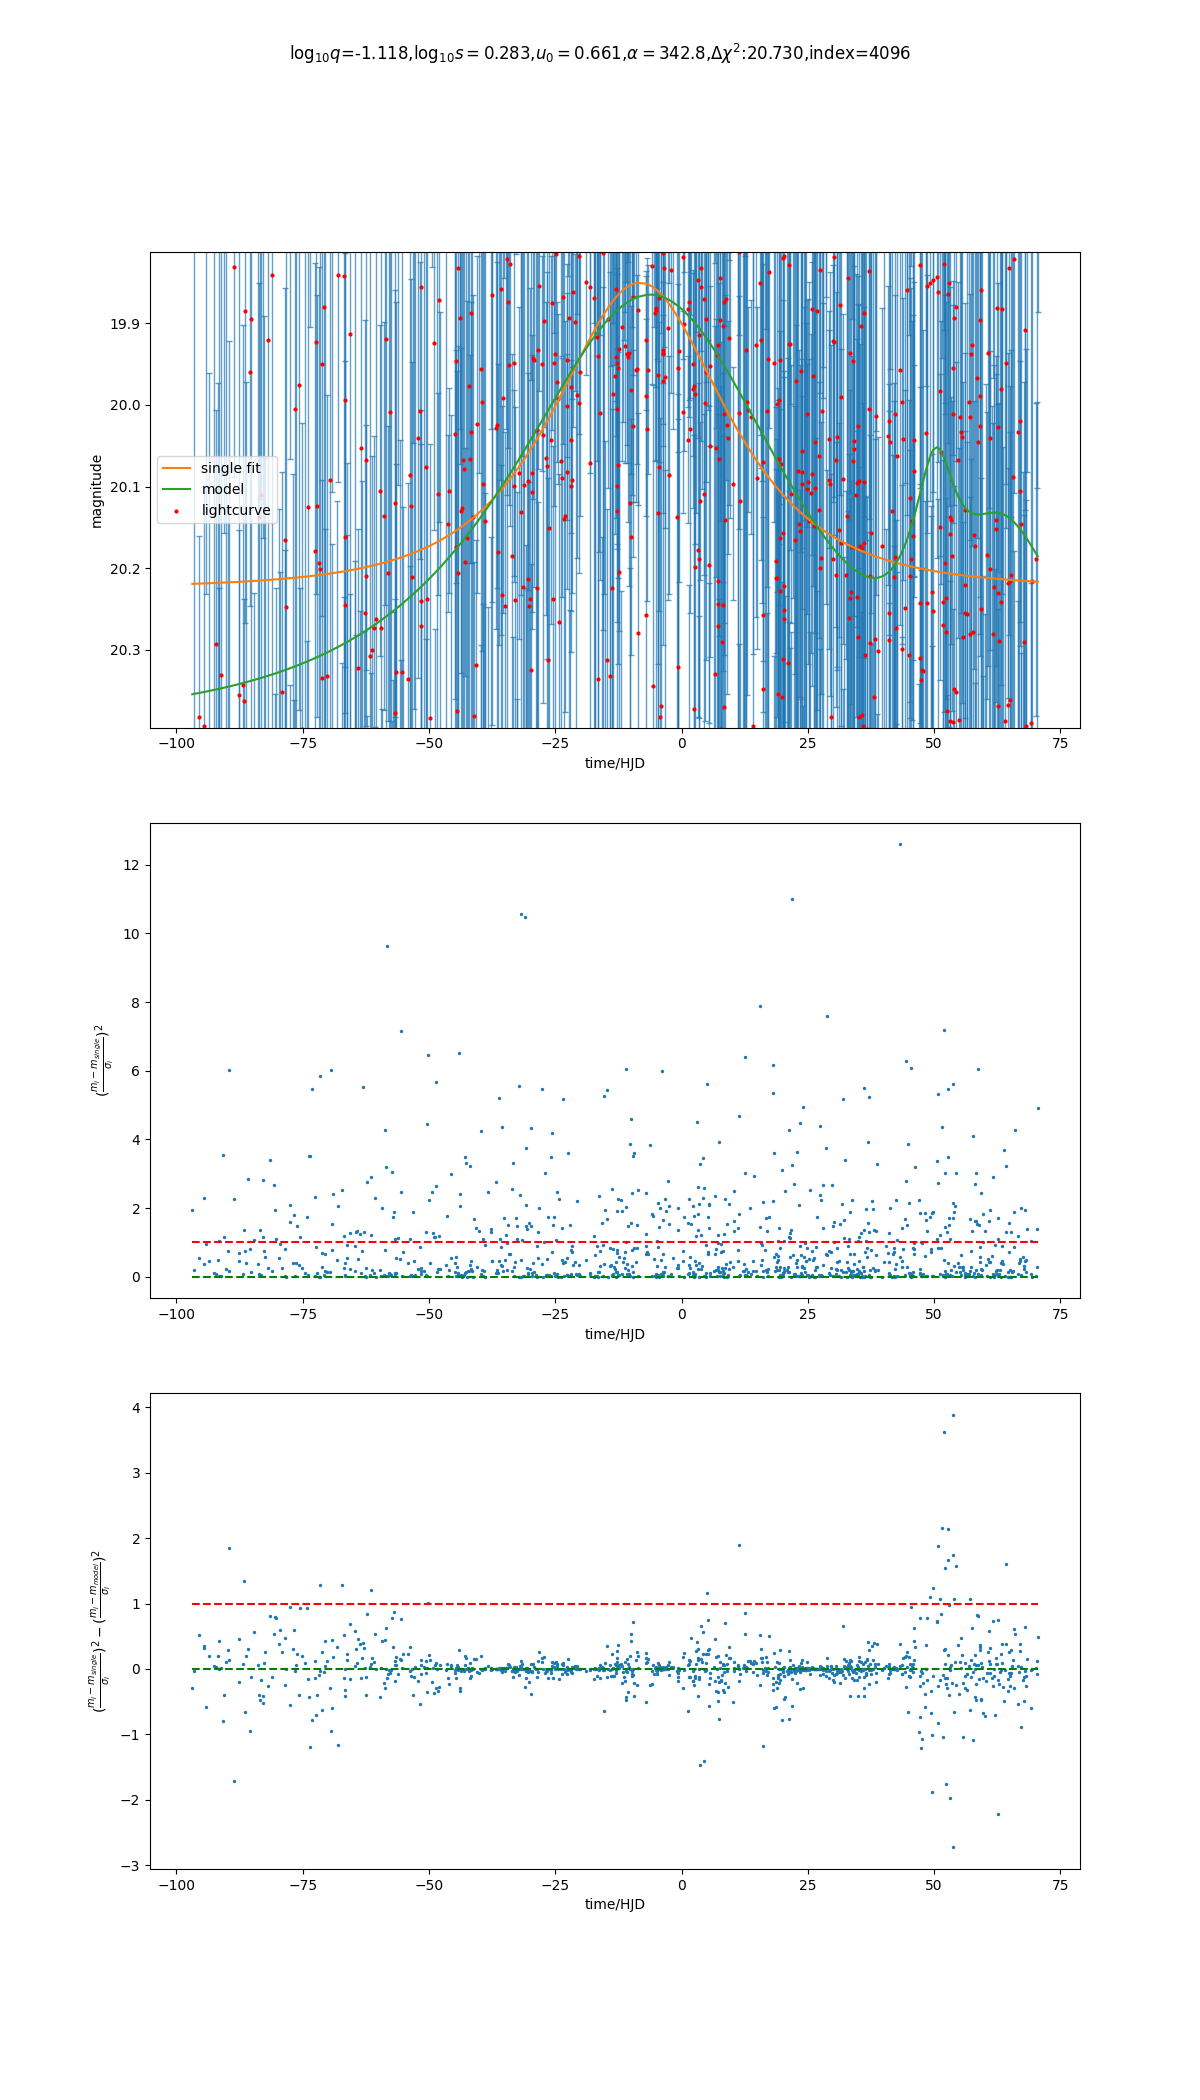 log₁₀q=-1.118,log₁₀s = 0.283,u₀ = 0.661,α = 342.8,Δχ²:20.730,index=4096
19.9
20.0
20.1
20.2
20.3
magnitude
single fit
model
lightcurve
−100 −75 −50 −25 0 25 50 75
time/HJD
12
10
8
6
4
2
0
(mᵢ − m_single / σᵢ)²
−100 −75 −50 −25 0 25 50 75
time/HJD
4
3
2
1
0
−1
−2
−3
(mᵢ − m_single / σᵢ)² − (mᵢ − m_model / σᵢ)²
−100 −75 −50 −25 0 25 50 75
time/HJD